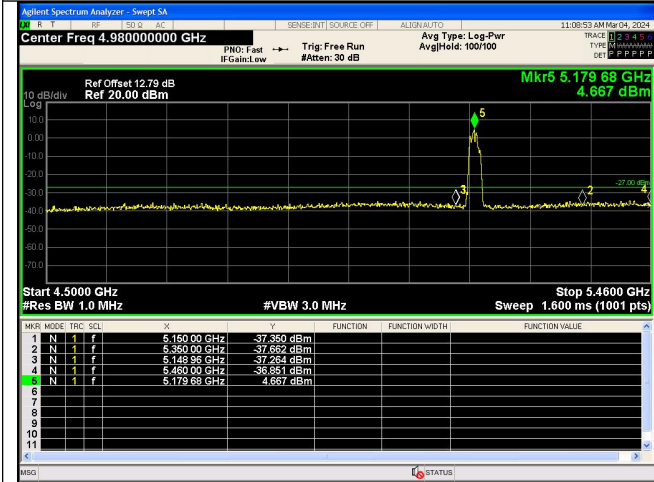 Agilent Spectrum Analyzer - Swept SA
R T RF 50 Ω AC SENSE:INT SOURCE OFF ALIGN AUTO 11:08:53 AM Mar 04, 2024
Center Freq 4.980000000 GHz Avg Type: Log-Pwr TRACE 1 2 3 4 5 6
PNO: Fast Trig: Free Run Avg|Hold: 100/100 TYPE M
IFGain:Low #Atten: 30 dB DET P P P P P P
Mkr5 5.179 68 GHz
Ref Offset 12.79 dB
10 dB/div Ref 20.00 dBm 4.667 dBm
Log
10.0
5
0.00
-10.0
-20.0
-27.00 dBm
3 2 4
-30.0
-40.0
-50.0
-60.0
-70.0
Start 4.5000 GHz Stop 5.4600 GHz
#Res BW 1.0 MHz #VBW 3.0 MHz Sweep 1.600 ms (1001 pts)
MKR MODE TRC SCL X Y FUNCTION FUNCTION WIDTH FUNCTION VALUE
1 N 1 f 5.150 00 GHz -37.350 dBm
2 N 1 f 5.350 00 GHz -37.662 dBm
3 N 1 f 5.148 96 GHz -37.264 dBm
4 N 1 f 5.460 00 GHz -36.851 dBm
5 N 1 f 5.179 68 GHz 4.667 dBm
6
7
8
9
10
11
MSG STATUS